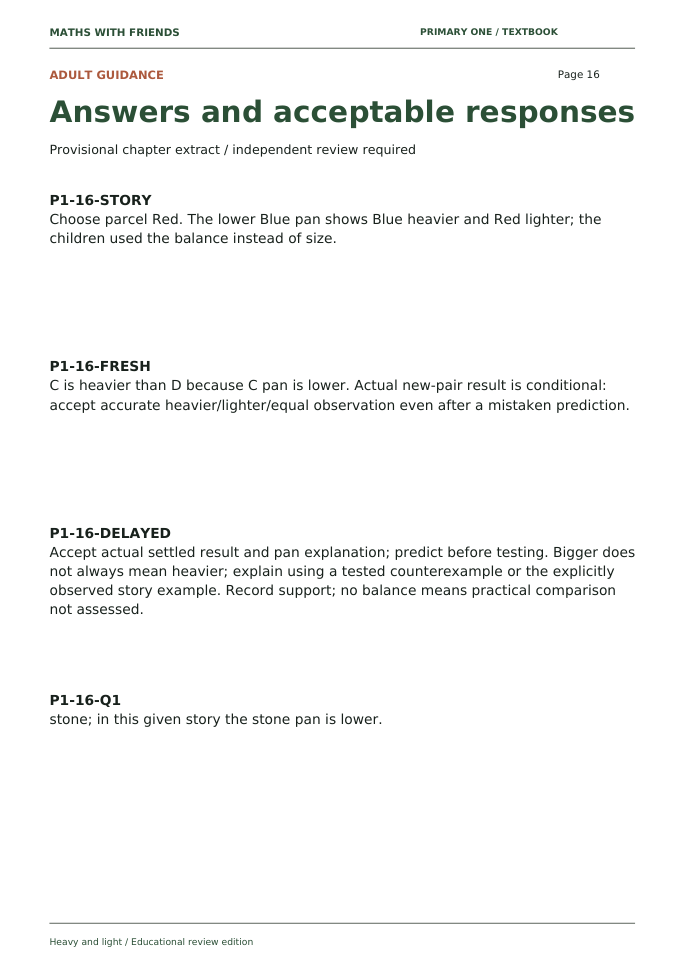 MATHS WITH FRIENDS
PRIMARY ONE / TEXTBOOK
ADULT GUIDANCE
Page 16
Answers and acceptable responses
Provisional chapter extract / independent review required
P1-16-STORY
Choose parcel Red. The lower Blue pan shows Blue heavier and Red lighter; the
children used the balance instead of size.
P1-16-FRESH
C is heavier than D because C pan is lower. Actual new-pair result is conditional:
accept accurate heavier/lighter/equal observation even after a mistaken prediction.
P1-16-DELAYED
Accept actual settled result and pan explanation; predict before testing. Bigger does
not always mean heavier; explain using a tested counterexample or the explicitly
observed story example. Record support; no balance means practical comparison
not assessed.
P1-16-Q1
stone; in this given story the stone pan is lower.
Heavy and light / Educational review edition